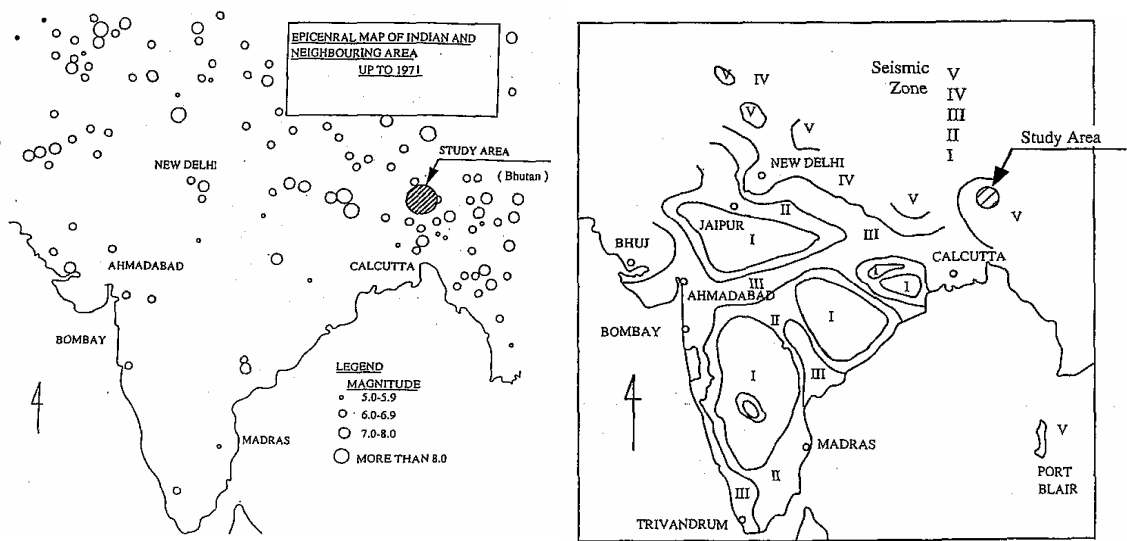 EPICENRAL MAP OF INDIAN AND
NEIGHBOURING AREA
UP TO 1971
STUDY AREA
( Bhutan )
NEW DELHI
AHMADABAD
CALCUTTA
BOMBAY
MADRAS
LEGEND
MAGNITUDE
5.0-5.9
6.0-6.9
7.0-8.0
MORE THAN 8.0
Seismic
Zone
V
IV
III
II
I
Study Area
V
IV
V
V
NEW DELHI
IV
V
V
II
JAIPUR
I
III
BHUJ
CALCUTTA
I
I
III
AHMADABAD
II
I
BOMBAY
I
III
MADRAS
V
PORT
BLAIR
II
III
TRIVANDRUM